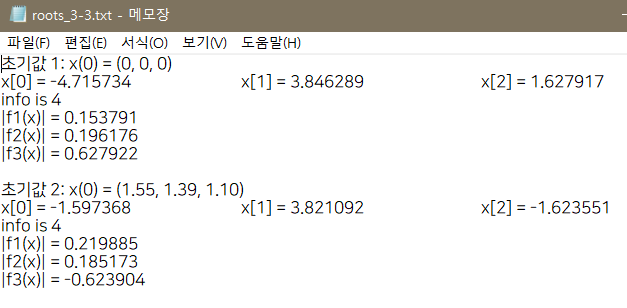 roots_3-3.txt - 메모장
파일(F) 편집(E) 서식(O) 보기(V) 도움말(H)
초기값 1: x(0) = (0, 0, 0)
x[0] = -4.715734 x[1] = 3.846289 x[2] = 1.627917
info is 4
|f1(x)| = 0.153791
|f2(x)| = 0.196176
|f3(x)| = 0.627922
초기값 2: x(0) = (1.55, 1.39, 1.10)
x[0] = -1.597368 x[1] = 3.821092 x[2] = -1.623551
info is 4
|f1(x)| = 0.219885
|f2(x)| = 0.185173
|f3(x)| = -0.623904